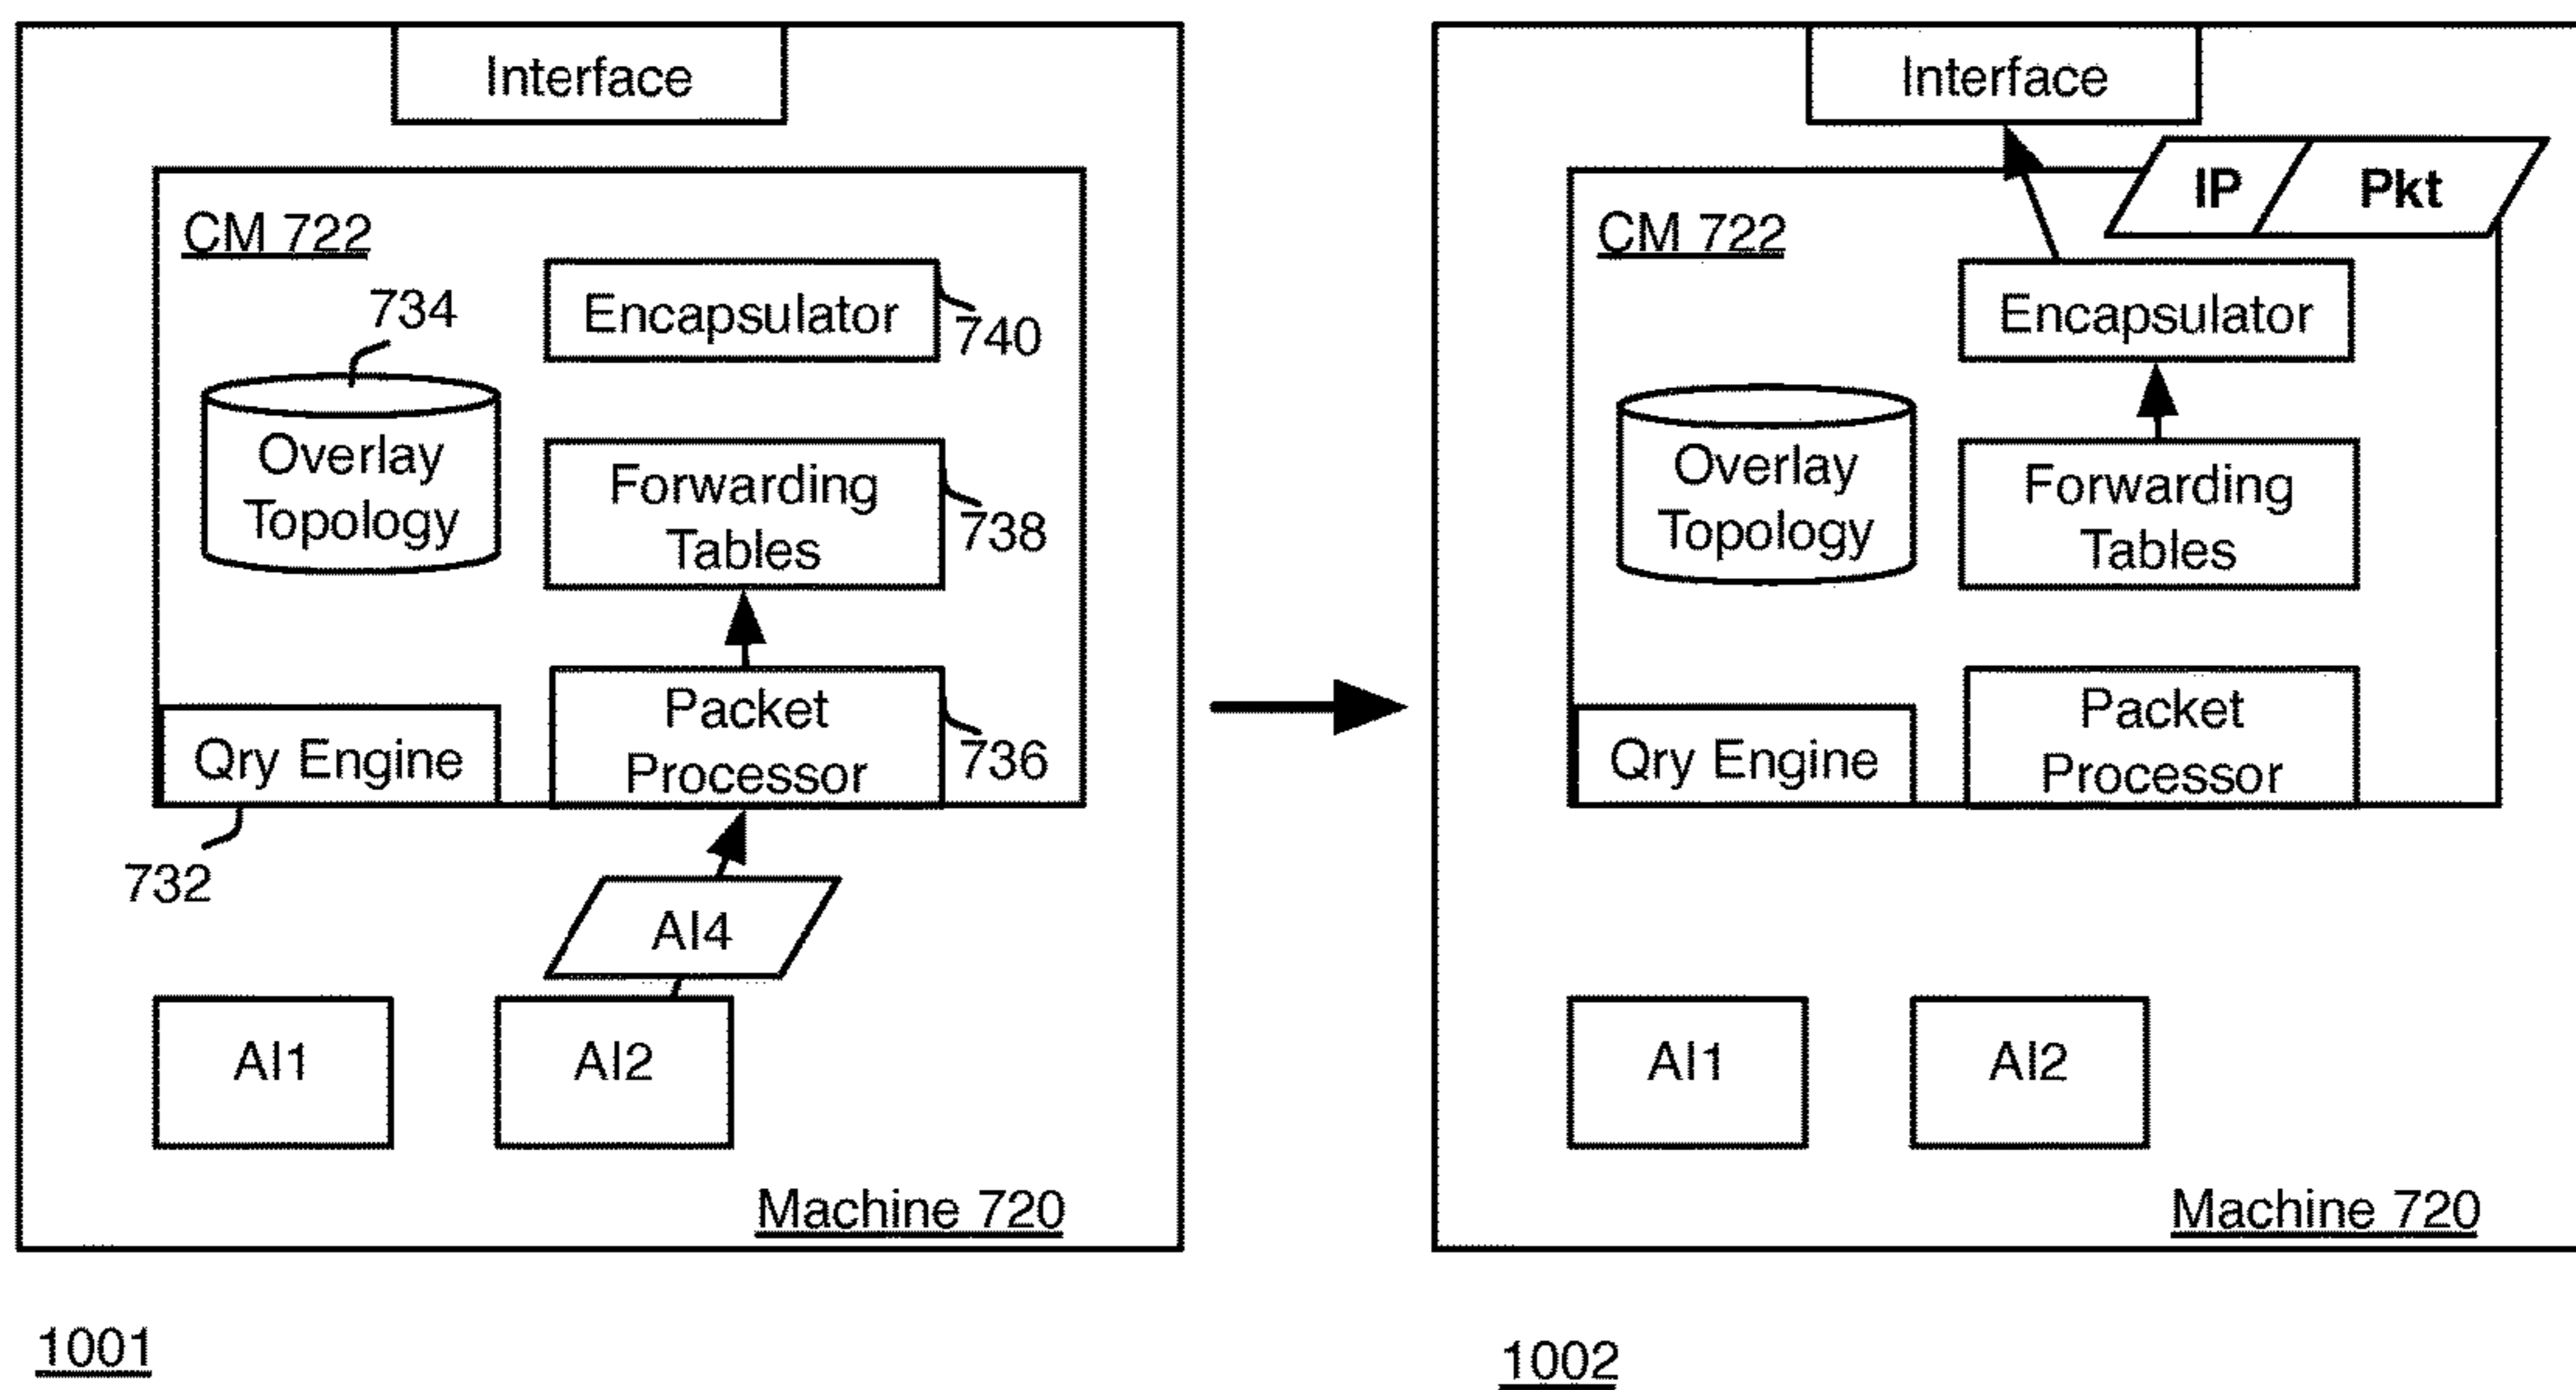 Interface
CM 722
734
Encapsulator
740
Overlay
Topology
Forwarding
Tables
738
Qry Engine
Packet
Processor
736
732
AI4
AI1
AI2
Machine 720
1001
Interface
IP
Pkt
CM 722
Encapsulator
Overlay
Topology
Forwarding
Tables
Qry Engine
Packet
Processor
AI1
AI2
Machine 720
1002